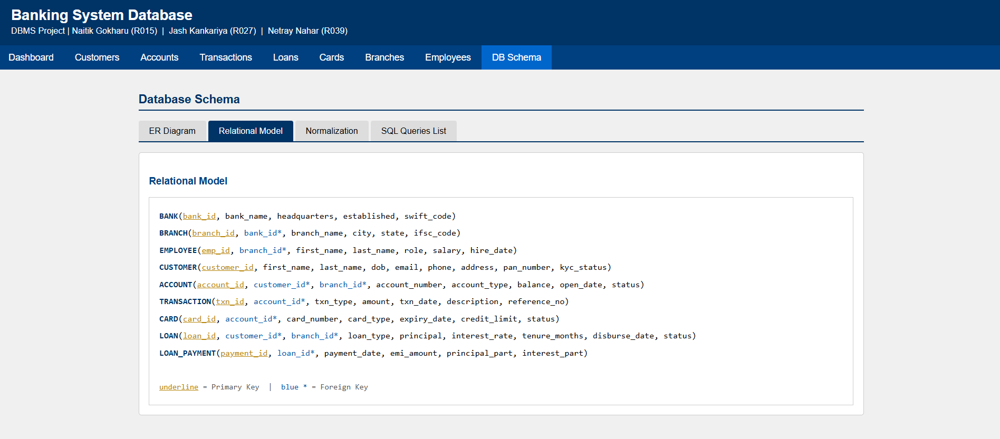 Banking System Database
DBMS Project | Naitik Gokharu (R015) | Jash Kankariya (R027) | Netray Nahar (R039)
Dashboard Customers Accounts Transactions Loans Cards Branches Employees DB Schema
Database Schema
ER Diagram Relational Model Normalization SQL Queries List
Relational Model
BANK(bank_id, bank_name, headquarters, established, swift_code)
BRANCH(branch_id, bank_id*, branch_name, city, state, ifsc_code)
EMPLOYEE(emp_id, branch_id*, first_name, last_name, role, salary, hire_date)
CUSTOMER(customer_id, first_name, last_name, dob, email, phone, address, pan_number, kyc_status)
ACCOUNT(account_id, customer_id*, branch_id*, account_number, account_type, balance, open_date, status)
TRANSACTION(txn_id, account_id*, txn_type, amount, txn_date, description, reference_no)
CARD(card_id, account_id*, card_number, card_type, expiry_date, credit_limit, status)
LOAN(loan_id, customer_id*, branch_id*, loan_type, principal, interest_rate, tenure_months, disburse_date, status)
LOAN_PAYMENT(payment_id, loan_id*, payment_date, emi_amount, principal_part, interest_part)
underline = Primary Key | blue * = Foreign Key